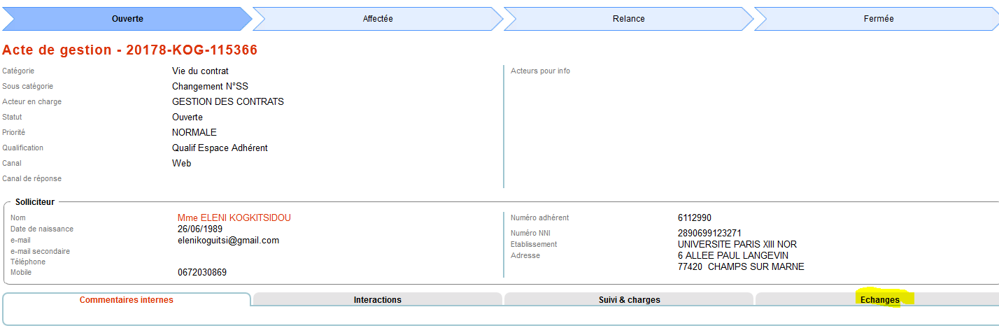 Ouverte
Affectée
Relance
Fermée
Acte de gestion - 20178-KOG-115366
Catégorie Vie du contrat
Sous catégorie Changement N°SS
Acteur en charge GESTION DES CONTRATS
Statut Ouverte
Priorité NORMALE
Qualification Qualif Espace Adhérent
Canal Web
Canal de réponse
Acteurs pour info
Solliciteur
Nom Mme ELENI KOGKITSIDOU
Date de naissance 26/06/1989
e-mail elenikoguitsi@gmail.com
e-mail secondaire
Téléphone
Mobile 0672030869
Numéro adhérent 6112990
Numéro NNI 2890699123271
Etablissement UNIVERSITE PARIS XIII NOR
Adresse 6 ALLEE PAUL LANGEVIN
77420 CHAMPS SUR MARNE
Commentaires internes
Interactions
Suivi & charges
Echanges